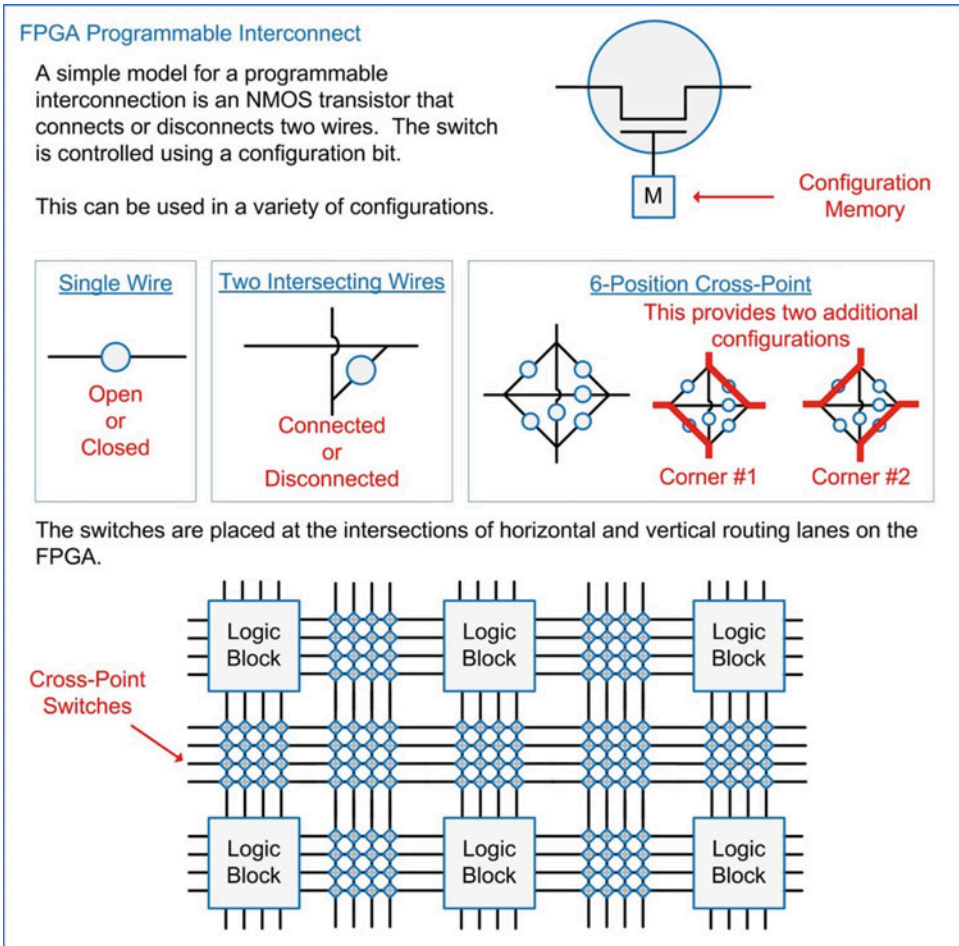 FPGA Programmable Interconnect
A simple model for a programmable
interconnection is an NMOS transistor that
connects or disconnects two wires.  The switch
is controlled using a configuration bit.
This can be used in a variety of configurations.
M
Configuration
Memory
Single Wire
Open
or
Closed
Two Intersecting Wires
Connected
or
Disconnected
6-Position Cross-Point
This provides two additional
configurations
Corner #1
Corner #2
The switches are placed at the intersections of horizontal and vertical routing lanes on the
FPGA.
Logic
Block
Logic
Block
Logic
Block
Cross-Point
Switches
Logic
Block
Logic
Block
Logic
Block